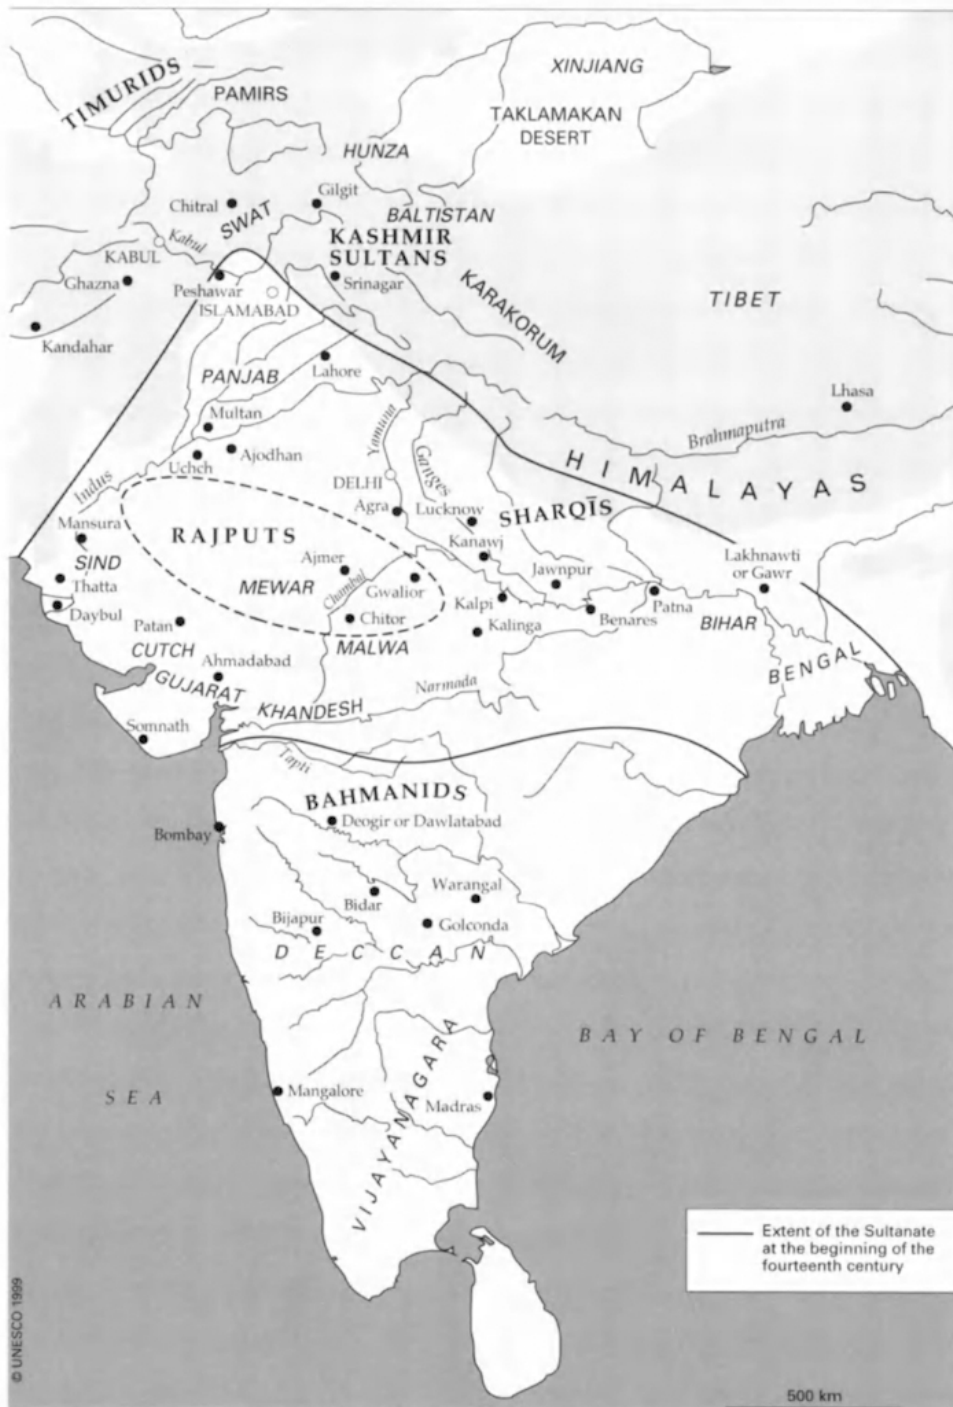 XINJIANG
TIMURIDS
PAMIRS
TAKLAMAKAN
DESERT
HUNZA
Gilgit
Chitral
SWAT
BALTISTAN
Kabul
KASHMIR
SULTANS
KABUL
Ghazna
Peshawar
Srinagar
ISLAMABAD
KARAKORUM
TIBET
Kandahar
Lahore
PANJAB
Lhasa
Multan
Yamuna
Brahmaputra
Ajodhan
Uchch
Ganges
HIMALAYAS
Indus
DELHI
Agra
Lucknow
SHARQĪS
Mansura
RAJPUTS
Kanawj
SIND
Ajmer
Lakhnawti
or Gawr
Thatta
MEWAR
Chambal
Gwalior
Jawnpur
Daybul
Kalpi
Patna
Patan
Chitor
Benares
Kalinga
BIHAR
CUTCH
MALWA
BENGAL
Ahmadabad
GUJARAT
Narmada
KHANDESH
Somnath
Tapti
BAHMANIDS
Deogir or Dawlatabad
Bombay
Warangal
Bidar
Bijapur
Golconda
DECCAN
ARABIAN
SEA
BAY OF BENGAL
VIJAYANAGARA
Mangalore
Madras
Extent of the Sultanate
at the beginning of the
fourteenth century
© UNESCO 1999
500 km